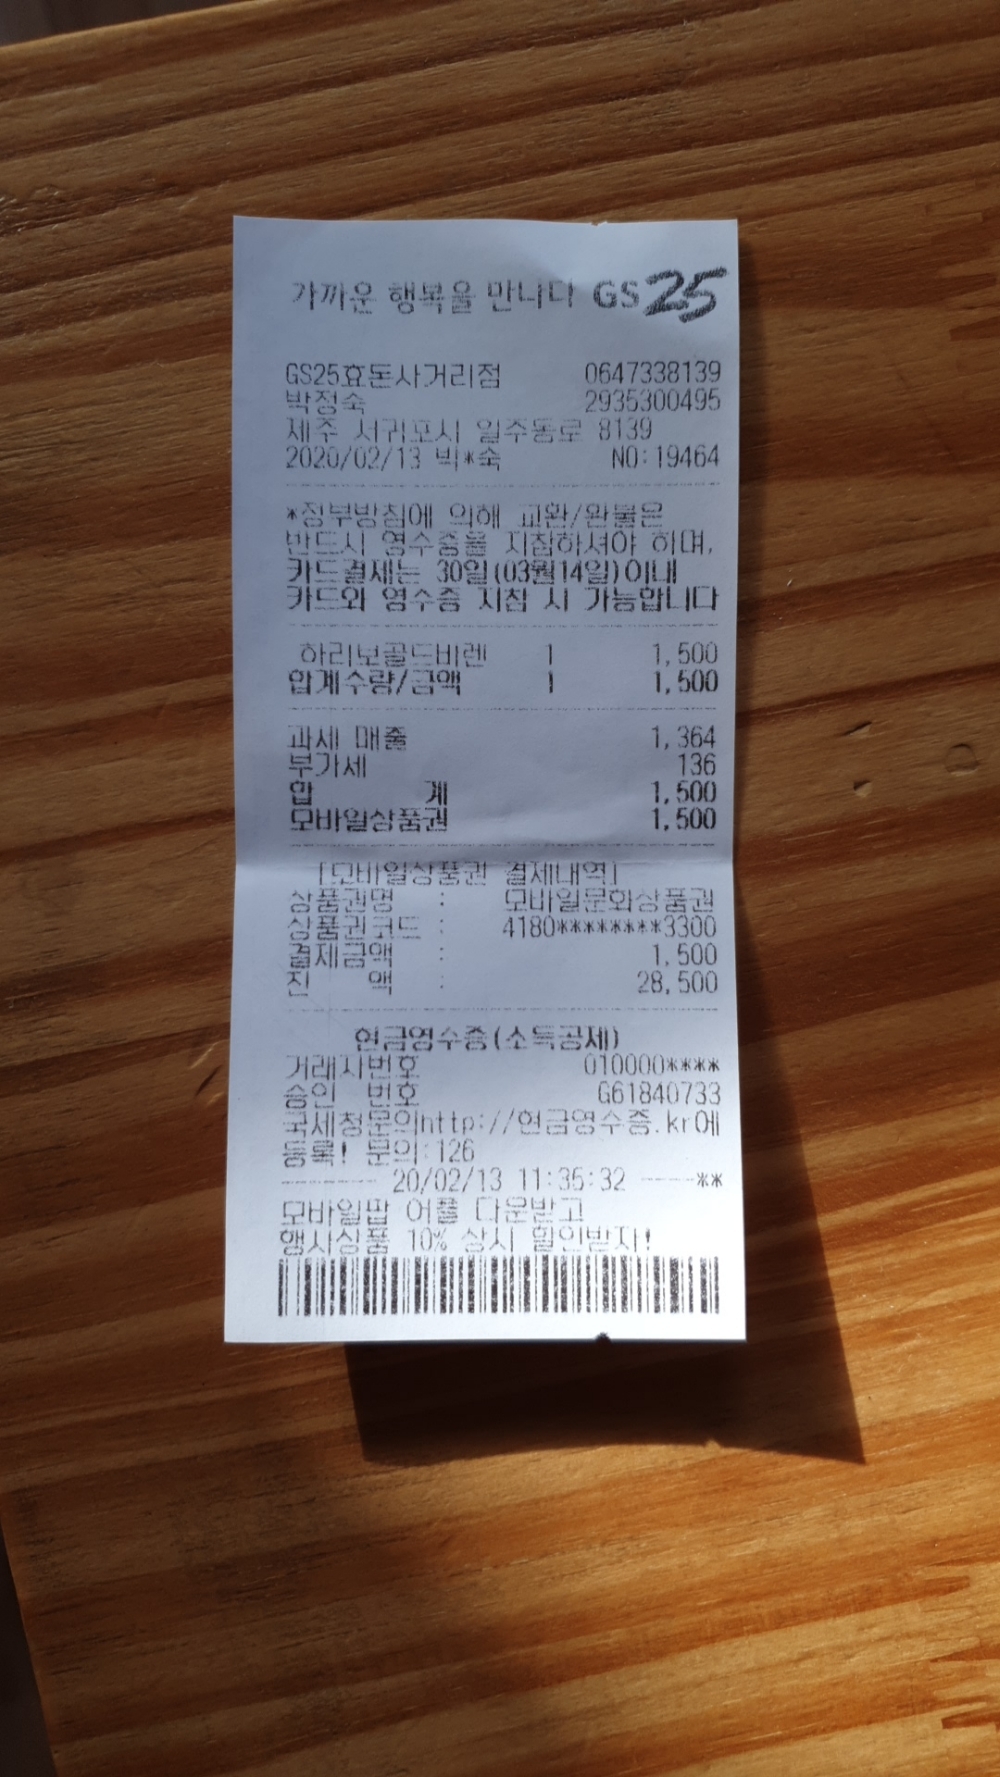 가까운 행복을 만나다 GS25
GS25효돈사거리점 0647338139
박정숙 2935300495
제주 서귀포시 일주동로 8139
2020/02/13 박*숙 NO:19464
*정부방침에 의해 교환/환불은
반드시 영수증을 지참하셔야 하며,
카드결제는 30일(03월14일)이내
카드와 영수증 지참 시 가능합니다
하리보골드바렌 1 1,500
합계수량/금액 1 1,500
과세 매출 1,364
부가세 136
합 계 1,500
모바일상품권 1,500
[모바일상품권 결제내역]
상품권명 : 모바일문화상품권
상품권코드 : 4180********3300
결제금액 : 1,500
잔 액 : 28,500
현금영수증(소득공제)
거래자번호 010000****
승인 번호 G61840733
국세청문의http://현금영수증.kr에
등록! 문의:126
20/02/13 11:35:32 **
모바일팝 어플 다운받고
행사상품 10% 상시 할인받자!